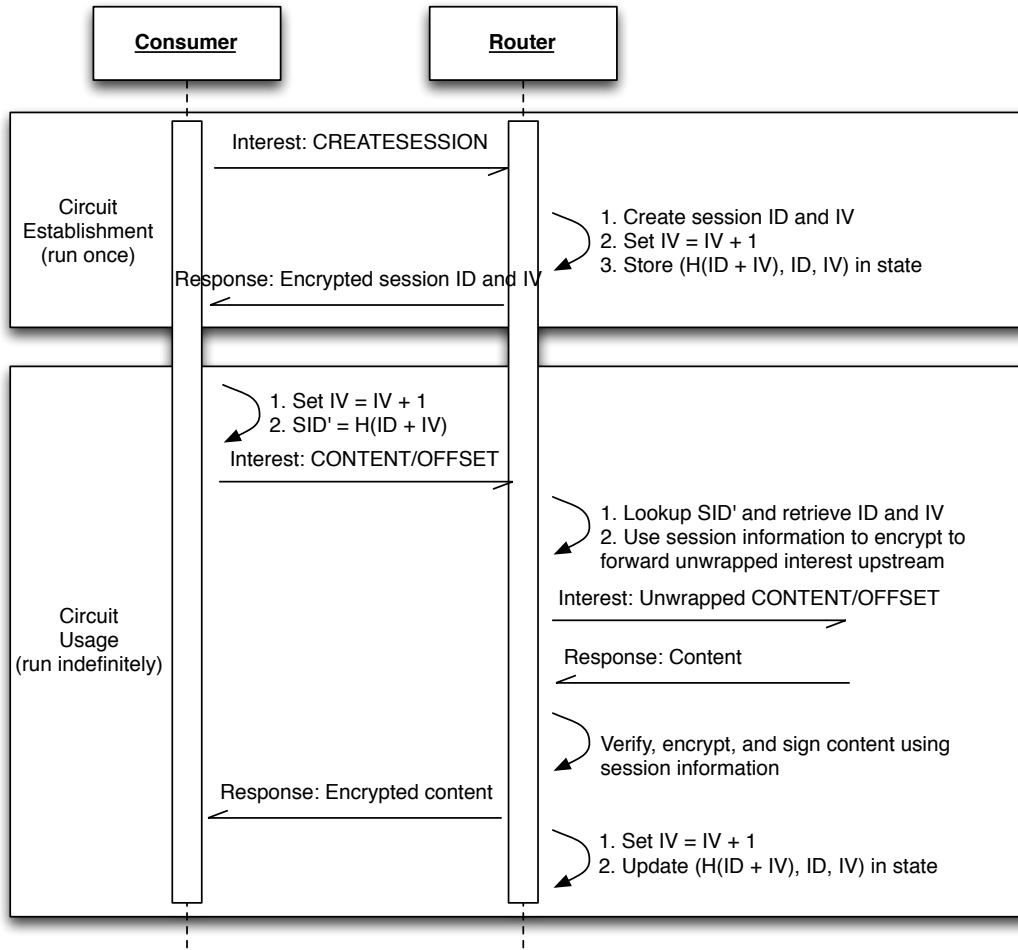 Consumer
Router
Interest: CREATESESSION
Circuit
Establishment
(run once)
1. Create session ID and IV
2. Set IV = IV + 1
3. Store (H(ID + IV), ID, IV) in state
Response: Encrypted session ID and IV
1. Set IV = IV + 1
2. SID' = H(ID + IV)
Interest: CONTENT/OFFSET
1. Lookup SID' and retrieve ID and IV
2. Use session information to encrypt to
forward unwrapped interest upstream
Interest: Unwrapped CONTENT/OFFSET
Circuit
Usage
(run indefinitely)
Response: Content
Verify, encrypt, and sign content using
session information
Response: Encrypted content
1. Set IV = IV + 1
2. Update (H(ID + IV), ID, IV) in state